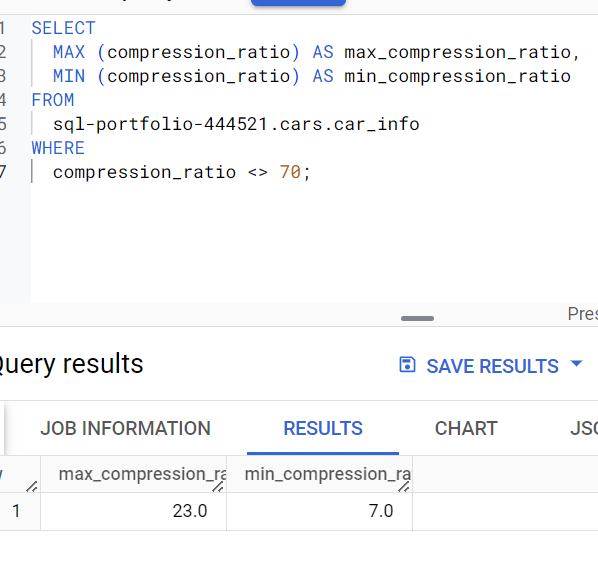 1 SELECT
2 MAX (compression_ratio) AS max_compression_ratio,
3 MIN (compression_ratio) AS min_compression_ratio
4 FROM
5 sql-portfolio-444521.cars.car_info
6 WHERE
7 compression_ratio <> 70;
Pres
Query results
SAVE RESULTS
JOB INFORMATION RESULTS CHART JSO
max_compression_ra min_compression_ra
1 23.0 7.0